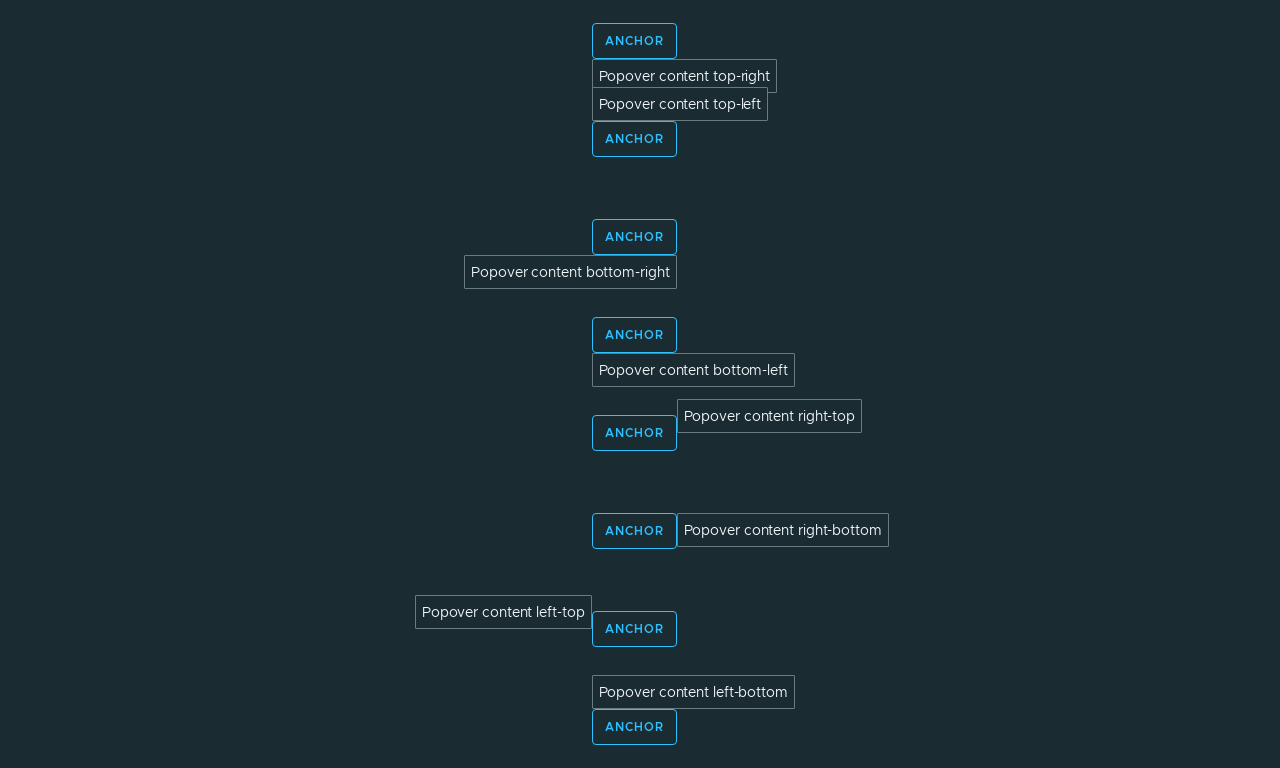 ANCHOR
Popover content top-right
Popover content top-left
ANCHOR
ANCHOR
Popover content bottom-right
ANCHOR
Popover content bottom-left
Popover content right-top
ANCHOR
ANCHOR
Popover content right-bottom
Popover content left-top
ANCHOR
Popover content left-bottom
ANCHOR